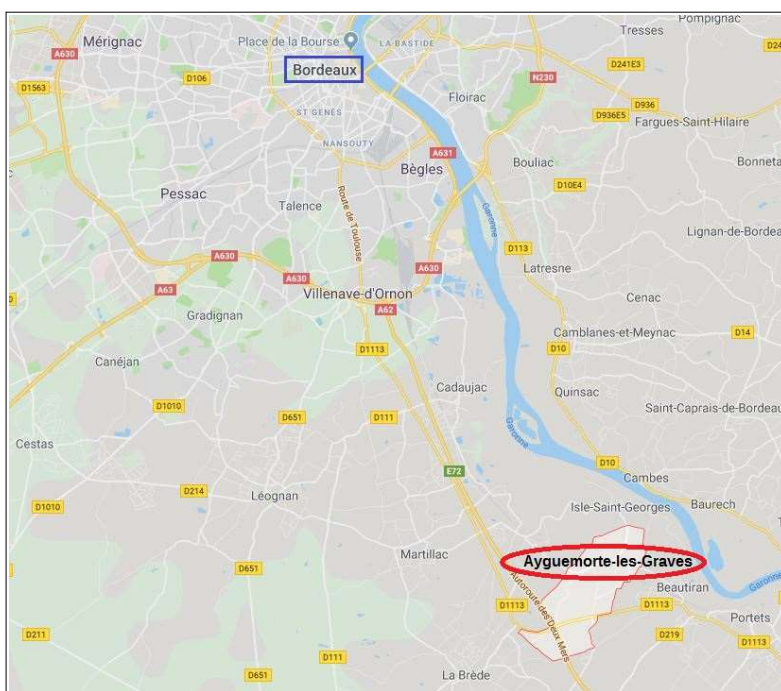 Pompignac
Mérignac
A630
Place de la Bourse
LA BASTIDE
Tresses
D241E3
Bordeaux
D1563
D106
N230
D936
Floirac
D936E5
Fargues-Saint-Hilaire
ST GENÈS
NANSOUTY
A631
Bouliac
Bonneta
Bègles
D10E4
Pessac
Talence
Route de Toulouse
Garonne
D113
Lignan-de-Bordea
A630
A630
A630
Latresne
A63
Villenave-d'Ornon
Cenac
Gradignan
A62
Camblanes-et-Meynac
D14
D1113
D10
Canéjan
Cadaujac
Quinsac
D1010
D651
D111
Saint-Caprais-de-Bordeau
Garonne
Cestas
D10
E72
Cambes
D214
Léognan
D1010
Isle-Saint-Georges
Baurech
Martillac
Ayguemorte-les-Graves
D651
Garonne
Autoroute des Deux Mers
Beautiran
D1113
D1113
Portets
D211
D219
D1113
D111
D651
La Brède